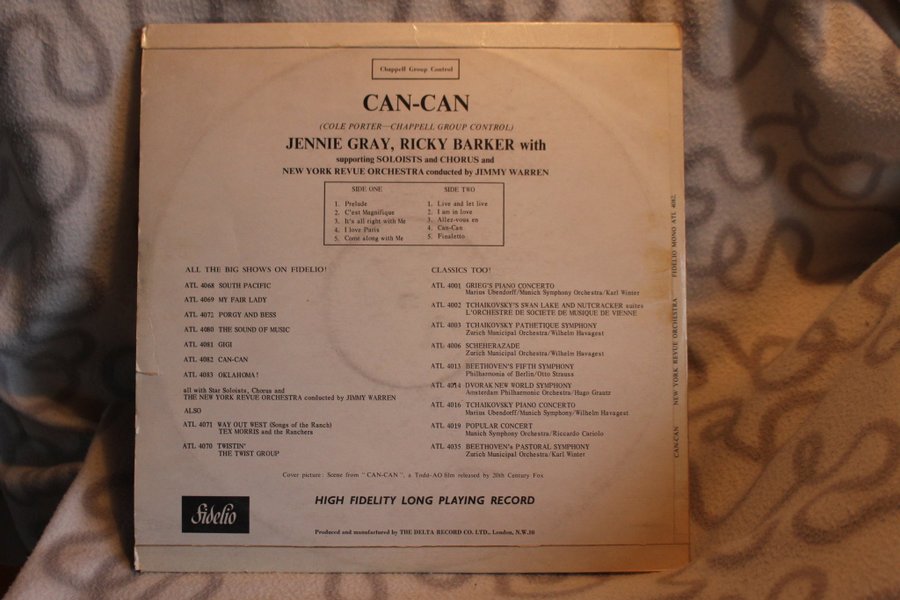 Chappell Group Control
CAN-CAN
(COLE PORTER—CHAPPELL GROUP CONTROL)
JENNIE GRAY, RICKY BARKER with
supporting SOLOISTS and CHORUS and
NEW YORK REVUE ORCHESTRA conducted by JIMMY WARREN
SIDE ONE
1. Prelude
2. C'est Magnifique
3. It's all right with Me
4. I love Paris
5. Come along with Me
SIDE TWO
1. Live and let live
2. I am in love
3. Allez-vous en
4. Can-Can
5. Finaletto
ALL THE BIG SHOWS ON FIDELIO!
ATL 4068 SOUTH PACIFIC
ATL 4069 MY FAIR LADY
ATL 4072 PORGY AND BESS
ATL 4080 THE SOUND OF MUSIC
ATL 4081 GIGI
ATL 4082 CAN-CAN
ATL 4083 OKLAHOMA!
all with Star Soloists, Chorus and
THE NEW YORK REVUE ORCHESTRA conducted by JIMMY WARREN
ALSO
ATL 4071 WAY OUT WEST (Songs of the Ranch)
TEX MORRIS and the Ranchers
ATL 4070 TWISTIN'
THE TWIST GROUP
CLASSICS TOO!
ATL 4001 GRIEG'S PIANO CONCERTO
Marius Ubendorff/Munich Symphony Orchestra/Karl Winter
ATL 4002 TCHAIKOVSKY'S SWAN LAKE AND NUTCRACKER suites
L'ORCHESTRE DE SOCIETE DE MUSIQUE DE VIENNE
ATL 4003 TCHAIKOVSKY PATHETIQUE SYMPHONY
Zurich Municipal Orchestra/Wilhelm Havagest
ATL 4006 SCHEHERAZADE
Zurich Municipal Orchestra/Wilhelm Havagest
ATL 4013 BEETHOVEN'S FIFTH SYMPHONY
Philharmonia of Berlin/Otto Strauss
ATL 4014 DVORAK NEW WORLD SYMPHONY
Amsterdam Philharmonic Orchestra/Hugo Grantz
ATL 4016 TCHAIKOVSKY PIANO CONCERTO
Marius Ubendorff/Munich Symphony/Wilhelm Havagest
ATL 4019 POPULAR CONCERT
Munich Symphony Orchestra/Riccardo Cariolo
ATL 4035 BEETHOVEN'S PASTORAL SYMPHONY
Zurich Municipal Orchestra/Karl Winter
Cover picture: Scene from "CAN-CAN", a Todd-AO film released by 20th Century Fox
HIGH FIDELITY LONG PLAYING RECORD
Fidelio
Produced and manufactured by THE DELTA RECORD CO. LTD., London, N.W.10
"CAN-CAN" NEW YORK REVUE ORCHESTRA FIDELIO MONO ATL 4082